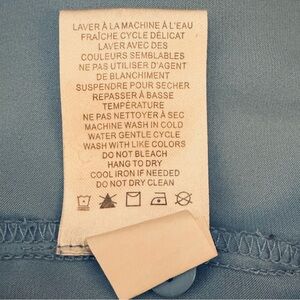 LAVER À LA MACHINE À L'EAU
FRAÎCHE CYCLE DÉLICAT
LAVER AVEC DES
COULEURS SEMBLABLES
NE PAS UTILISER D'AGENT
DE BLANCHIMENT
SUSPENDRE POUR SÉCHER
REPASSER À BASSE
TEMPÉRATURE
NE PAS NETTOYER À SEC
MACHINE WASH IN COLD
WATER GENTLE CYCLE
WASH WITH LIKE COLORS
DO NOT BLEACH
HANG TO DRY
COOL IRON IF NEEDED
DO NOT DRY CLEAN